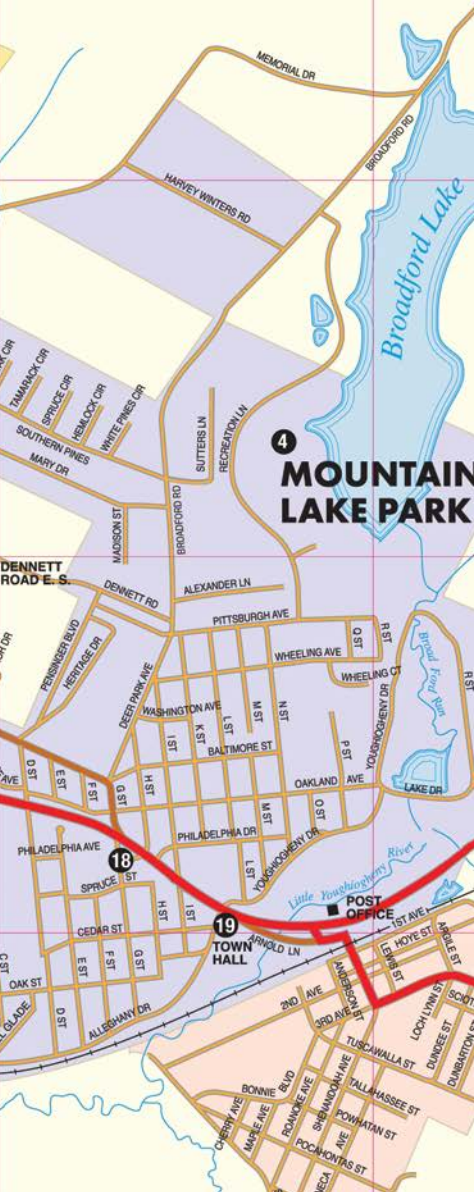 MEMORIAL DR
BROADFORD RD
HARVEY WINTERS RD
Broadford Lake
TAMARACK CIR
SPRUCE CIR
HEMLOCK CIR
WHITE PINES CIR
SOUTHERN PINES
MARY DR
SUTTERS LN
RECREATION LN
4
MOUNTAIN
LAKE PARK
MADISON ST
BROADFORD RD
DENNETT
ROAD E. S.
DENNETT RD
ALEXANDER LN
PITTSBURGH AVE
PENSINGER BLVD
HERITAGE DR
DEER PARK AVE
WHEELING AVE
Q ST
R ST
WHEELING CT
Broad Ford Run
R ST
WASHINGTON AVE
I ST
K ST
L ST
M ST
N ST
P ST
YOUGHIOGHENY DR
BALTIMORE ST
AVE
D ST
E ST
F ST
G ST
H ST
OAKLAND AVE
LAKE DR
M ST
O ST
PHILADELPHIA DR
PHILADELPHIA AVE
18
L ST
YOUGHIOGHENY DR
SPRUCE ST
H ST
I ST
Little Youghiogheny River
POST
OFFICE
19
TOWN
HALL
CEDAR ST
ARNOLD LN
1ST AVE
HOYE ST
LEWIS ST
ARGILE ST
C ST
E ST
F ST
G ST
OAK ST
D ST
ALLEGHANY DR
GLADE
2ND AVE
ANDERSON ST
3RD AVE
LOCH LYNN ST
DUNDEE ST
TUSCAWALLA ST
BONNIE BLVD
CHERRY AVE
MAPLE AVE
ROANOKE AVE
SHENANDOAH AVE
TALLAHASSEE ST
POWHATAN ST
POCAHONTAS ST
AVE